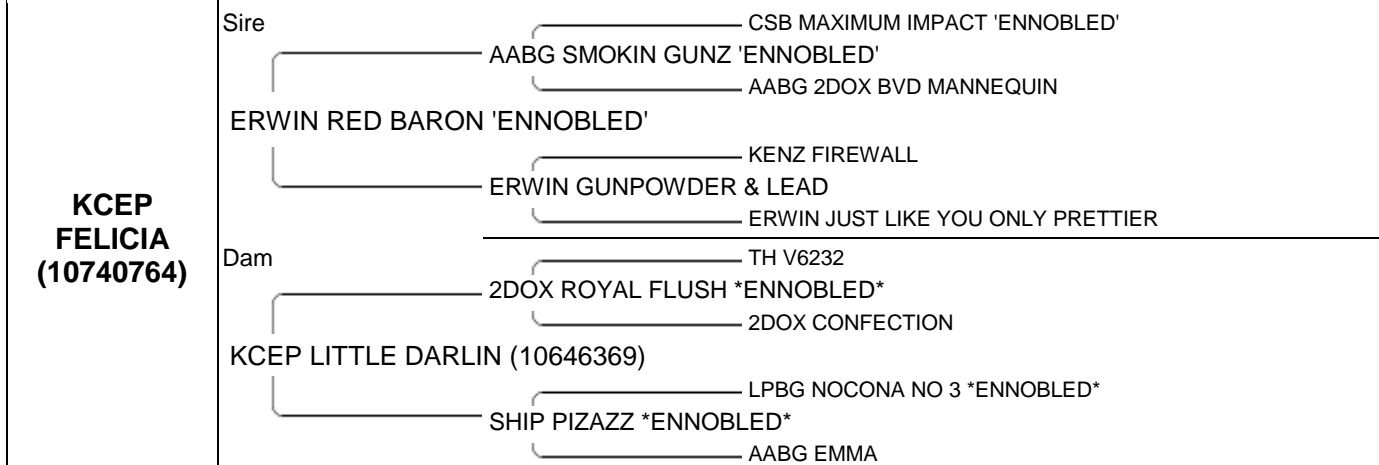 KCEP
FELICIA
(10740764)
Sire
CSB MAXIMUM IMPACT 'ENNOBLED'
AABG SMOKIN GUNZ 'ENNOBLED'
AABG 2DOX BVD MANNEQUIN
ERWIN RED BARON 'ENNOBLED'
KENZ FIREWALL
ERWIN GUNPOWDER & LEAD
ERWIN JUST LIKE YOU ONLY PRETTIER
Dam
TH V6232
2DOX ROYAL FLUSH *ENNOBLED*
2DOX CONFECTION
KCEP LITTLE DARLIN (10646369)
LPBG NOCONA NO 3 *ENNOBLED*
SHIP PIZAZZ *ENNOBLED*
AABG EMMA